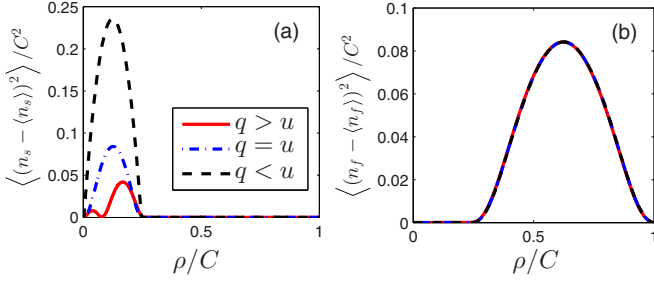 ⟨(n_s − ⟨n_s⟩)²⟩/C²
0.25
0.2
0.15
0.1
0.05
0
(a)
q > u
q = u
q < u
0
0.5
1
ρ/C
⟨(n_f − ⟨n_f⟩)²⟩/C²
0.1
0.08
0.06
0.04
0.02
0
(b)
0
0.5
1
ρ/C